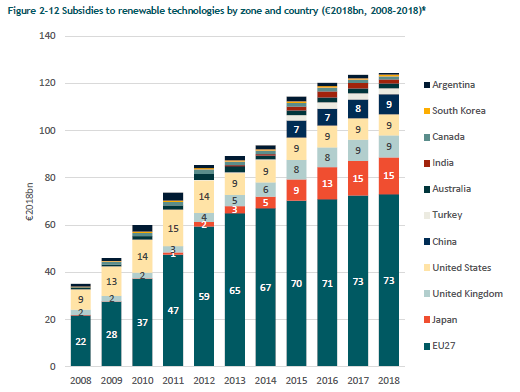 Figure 2-12 Subsidies to renewable technologies by zone and country (€2018bn, 2008-2018)*
140
120
100
80
60
40
20
0
€2018bn
22 2 9
28 2 13
37 2 14
47 1 3 15
59 2 4 14
65 3 5 9
67 5 6 9
70 9 8 9 7
71 13 8 9 7
73 15 9 9 8
73 15 9 9 9
2008 2009 2010 2011 2012 2013 2014 2015 2016 2017 2018
Argentina
South Korea
Canada
India
Australia
Turkey
China
United States
United Kingdom
Japan
EU27